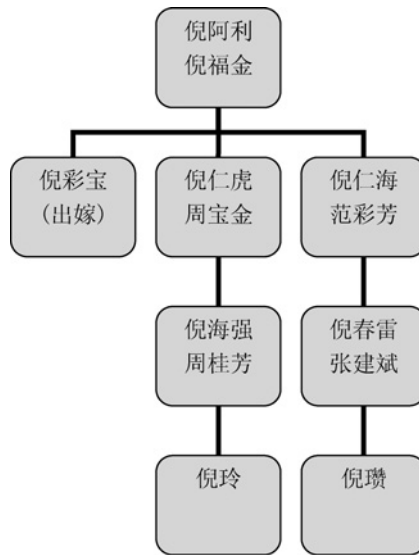 倪阿利
倪福金
倪彩宝
(出嫁)
倪仁虎
周宝金
倪仁海
范彩芳
倪海强
周桂芳
倪春雷
张建斌
倪玲
倪瓒